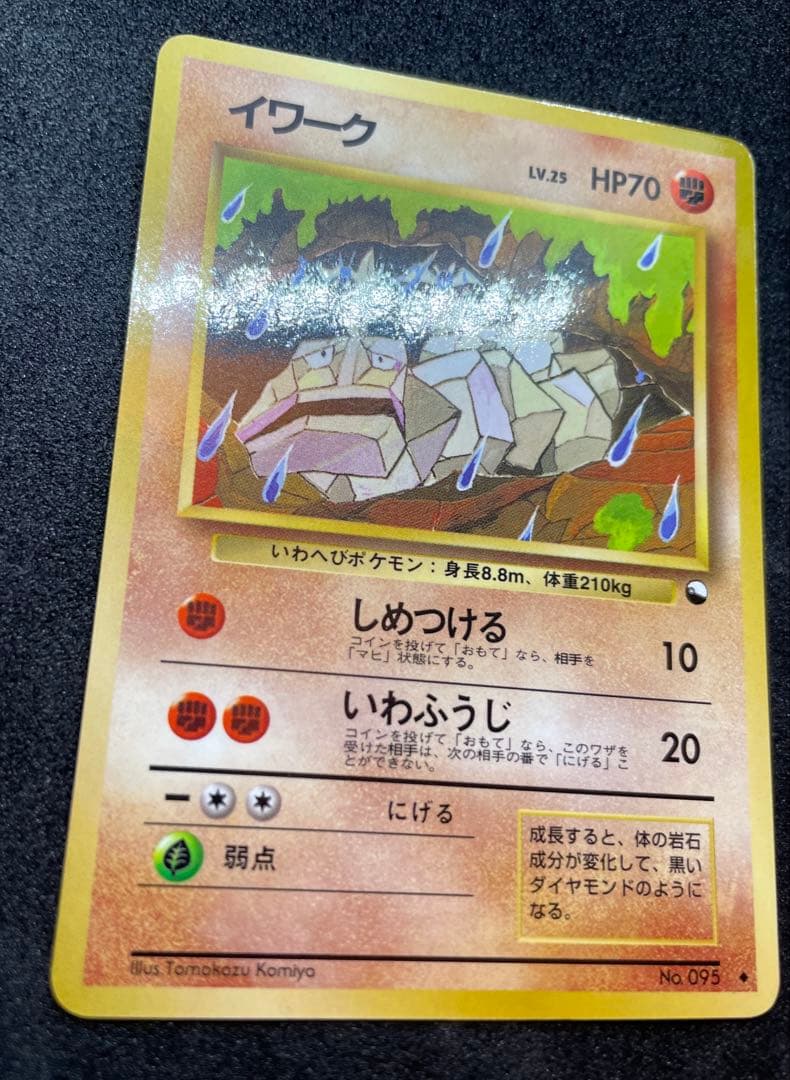 イワーク
LV.25 HP70
いわへびポケモン：身長8.8m、体重210kg
しめつける 10
コインを投げて「おもて」なら、相手を
「マヒ」状態にする。
いわふうじ 20
コインを投げて「おもて」なら、このワザを
受けた相手は、次の相手の番で「にげる」こ
とができない。
ー にげる
弱点
成長すると、体の岩石
成分が変化して、黒い
ダイヤモンドのように
なる。
Illus. Tomokazu Komiya
No. 095